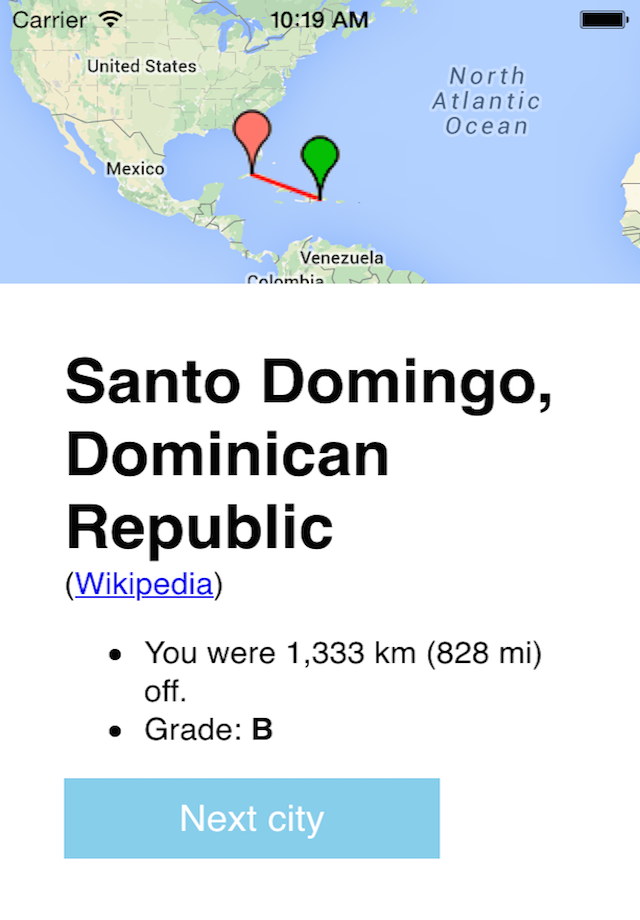 Carrier 10:19 AM
United States
North
Atlantic
Ocean
Mexico
Venezuela
Colombia
Santo Domingo,
Dominican
Republic
(Wikipedia)
• You were 1,333 km (828 mi)
off.
• Grade: B
Next city